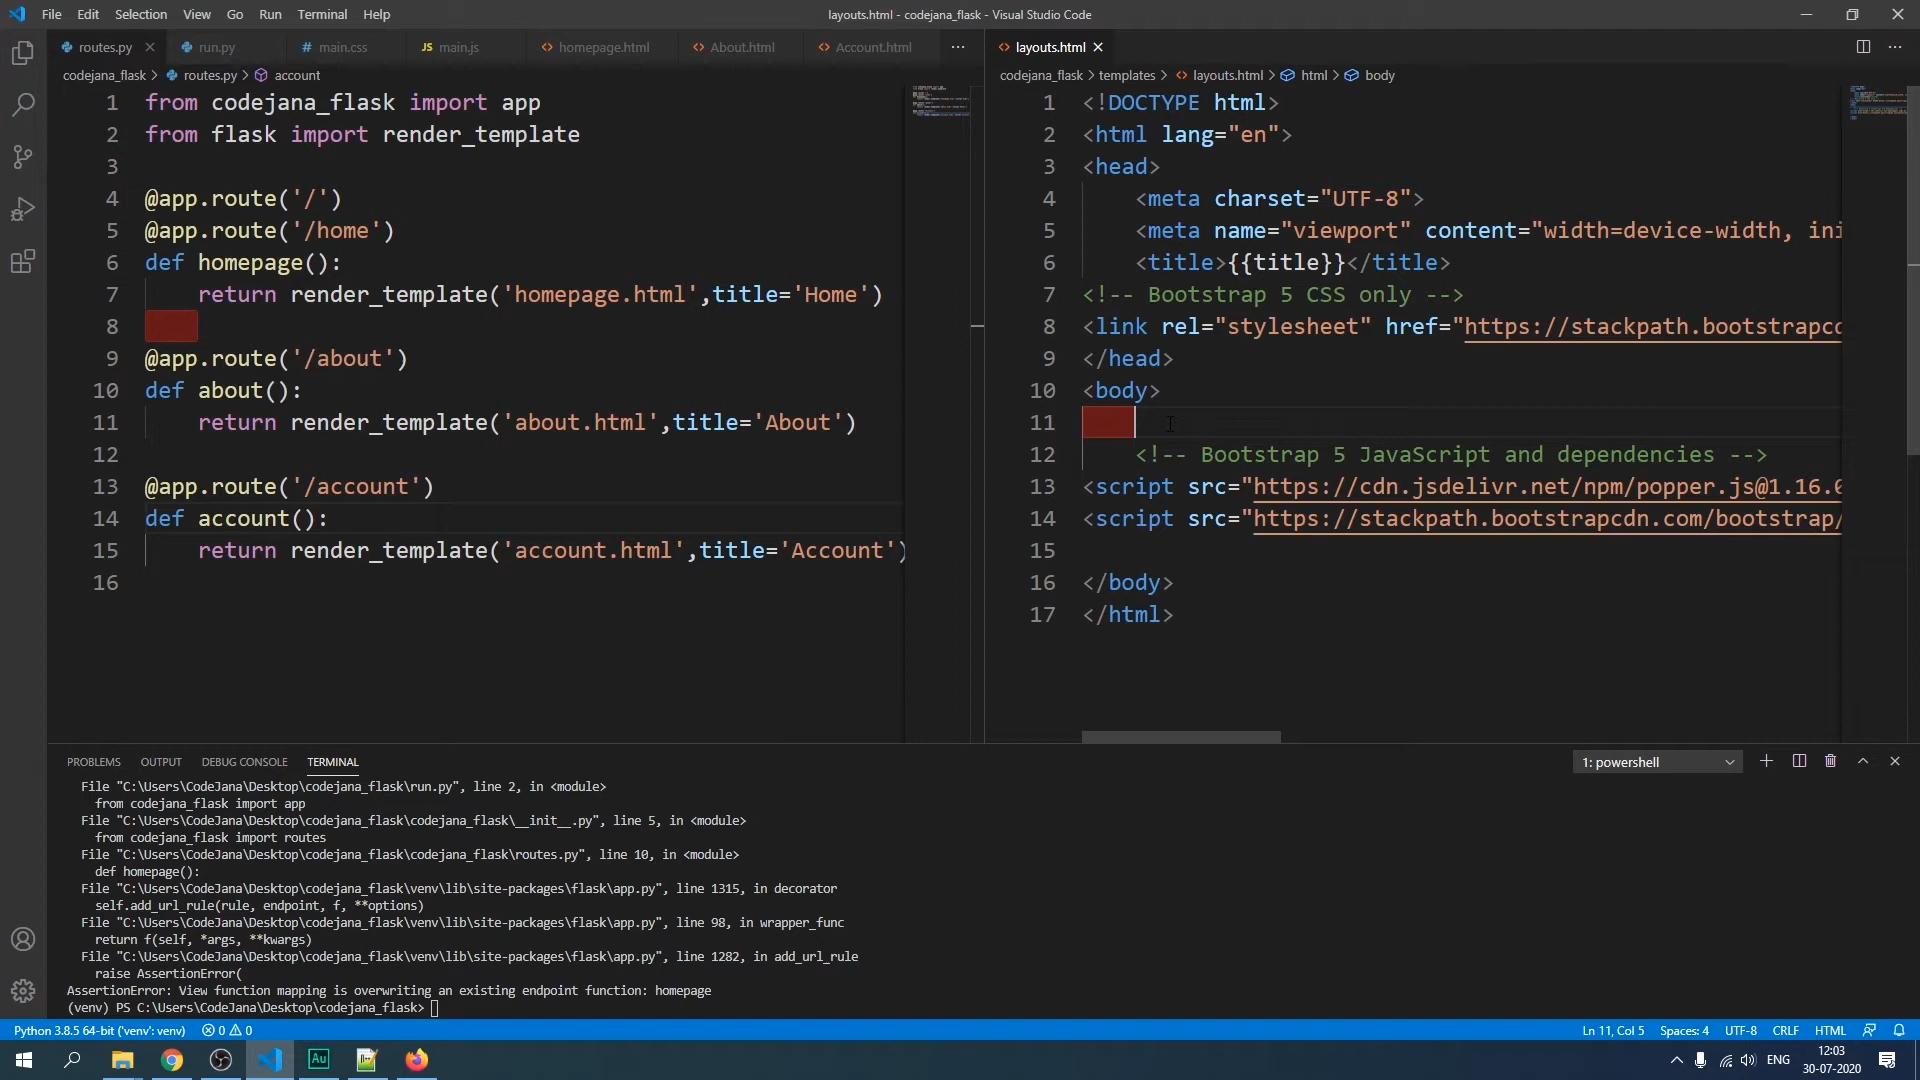 File Edit Selection View Go Run Terminal Help
layouts.html - codejana_flask - Visual Studio Code
routes.py run.py main.css main.js homepage.html About.html Account.html
codejana_flask > routes.py > account
1 from codejana_flask import app
2 from flask import render_template
3
4 @app.route('/')
5 @app.route('/home')
6 def homepage():
7 return render_template('homepage.html',title='Home')
8
9 @app.route('/about')
10 def about():
11 return render_template('about.html',title='About')
12
13 @app.route('/account')
14 def account():
15 return render_template('account.html',title='Account')
16
layouts.html
codejana_flask > templates > layouts.html > html > body
1 <!DOCTYPE html>
2 <html lang="en">
3 <head>
4 <meta charset="UTF-8">
5 <meta name="viewport" content="width=device-width, ini
6 <title>{{title}}</title>
7 <!-- Bootstrap 5 CSS only -->
8 <link rel="stylesheet" href="https://stackpath.bootstrapcd
9 </head>
10 <body>
11
12 <!-- Bootstrap 5 JavaScript and dependencies -->
13 <script src="https://cdn.jsdelivr.net/npm/popper.js@1.16.0
14 <script src="https://stackpath.bootstrapcdn.com/bootstrap/
15
16 </body>
17 </html>
PROBLEMS OUTPUT DEBUG CONSOLE TERMINAL
1: powershell
File "C:\Users\CodeJana\Desktop\codejana_flask\run.py", line 2, in <module>
from codejana_flask import app
File "C:\Users\CodeJana\Desktop\codejana_flask\codejana_flask\__init__.py", line 5, in <module>
from codejana_flask import routes
File "C:\Users\CodeJana\Desktop\codejana_flask\codejana_flask\routes.py", line 10, in <module>
def homepage():
File "C:\Users\CodeJana\Desktop\codejana_flask\venv\lib\site-packages\flask\app.py", line 1315, in decorator
self.add_url_rule(rule, endpoint, f, **options)
File "C:\Users\CodeJana\Desktop\codejana_flask\venv\lib\site-packages\flask\app.py", line 98, in wrapper_func
return f(self, *args, **kwargs)
File "C:\Users\CodeJana\Desktop\codejana_flask\venv\lib\site-packages\flask\app.py", line 1282, in add_url_rule
raise AssertionError(
AssertionError: View function mapping is overwriting an existing endpoint function: homepage
(venv) PS C:\Users\CodeJana\Desktop\codejana_flask>
Python 3.8.5 64-bit ('venv': venv) 0 0
Ln 11, Col 5 Spaces: 4 UTF-8 CRLF HTML
Au
ENG
12:03
30-07-2020